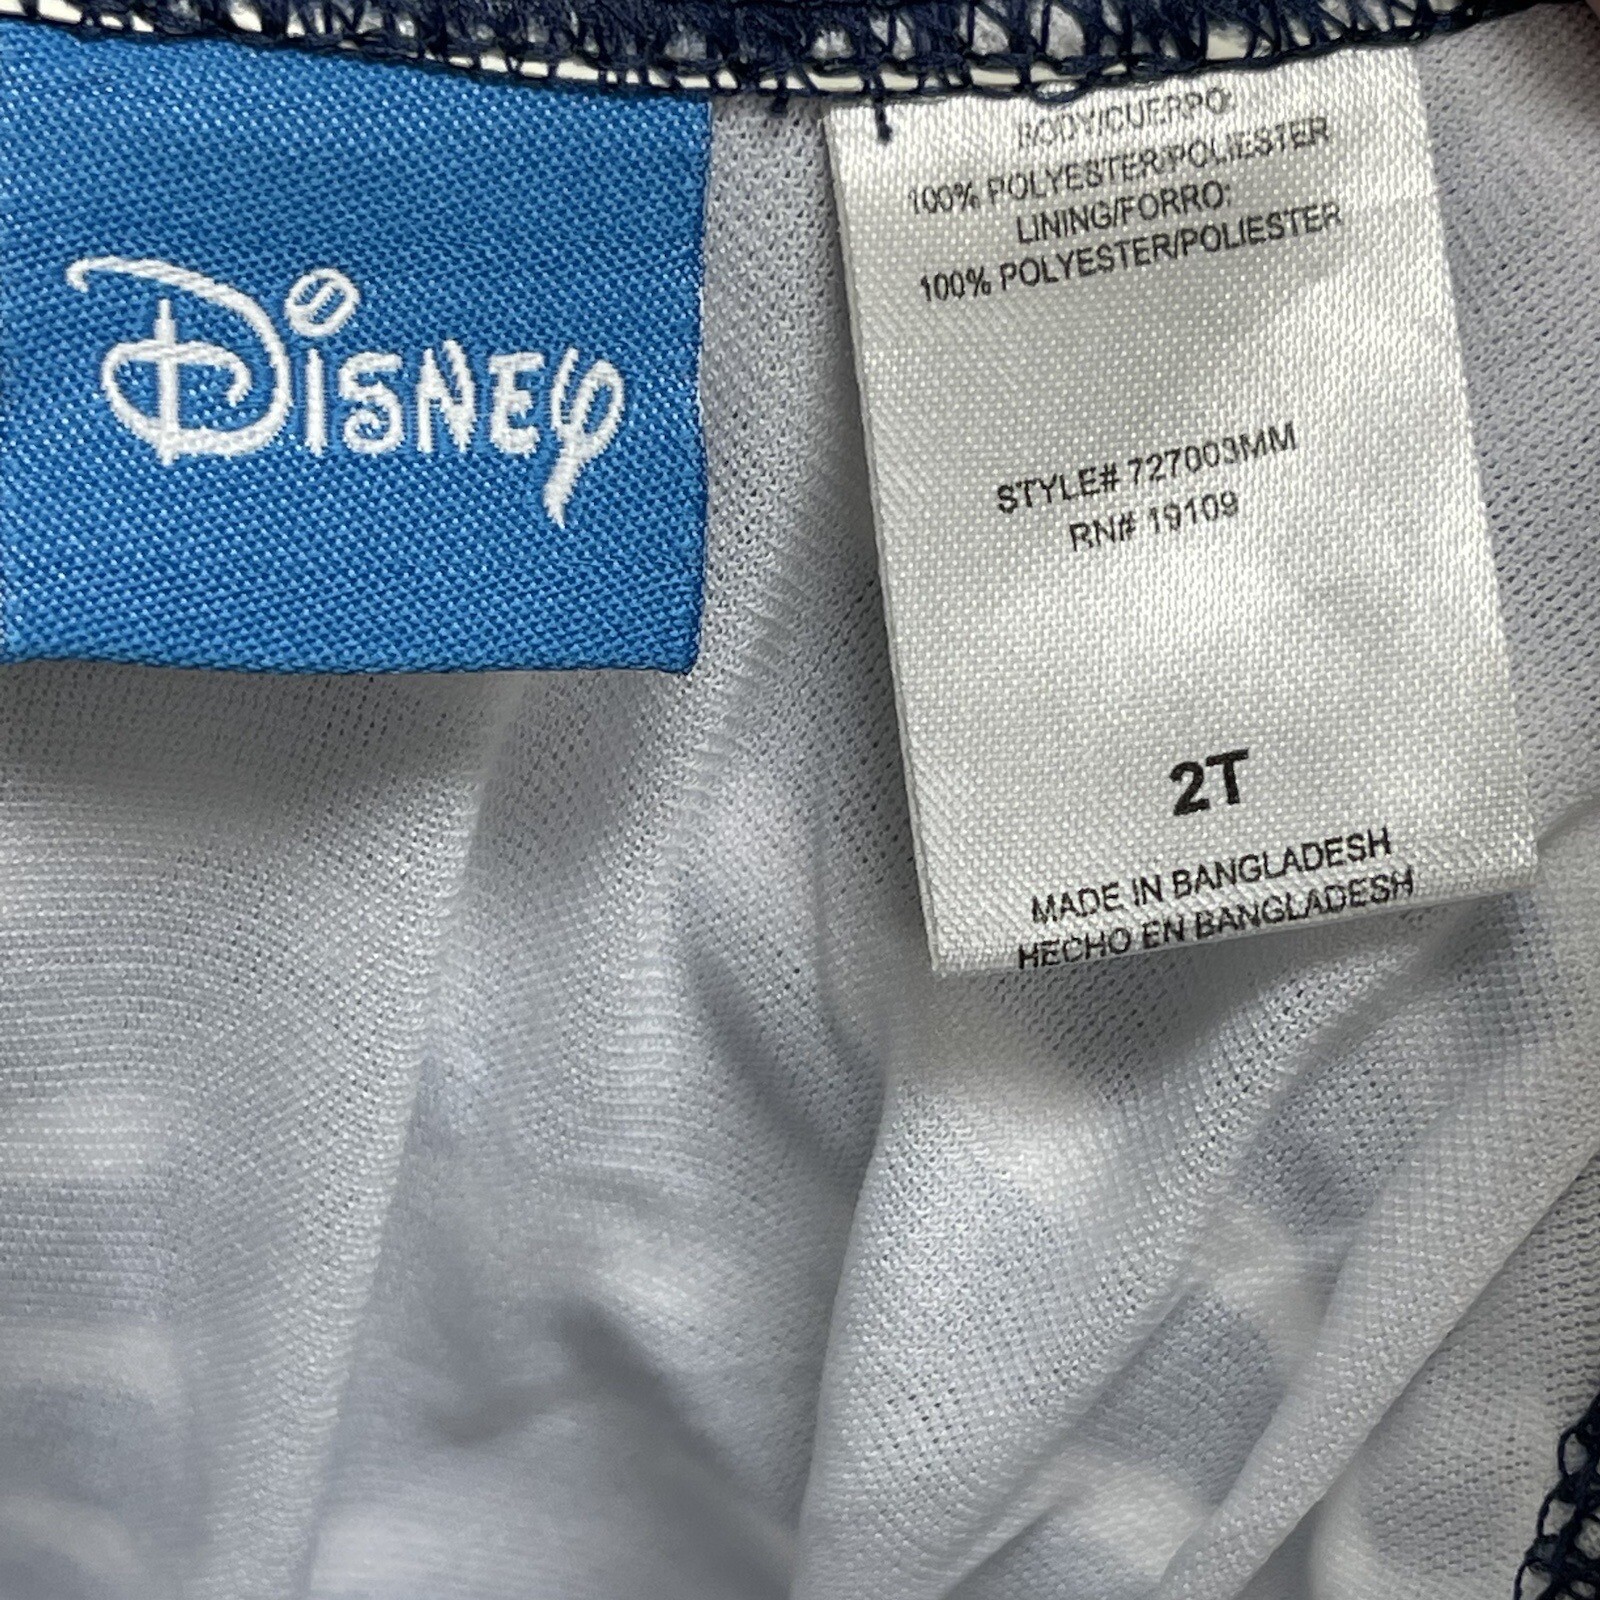 Disney
BODY/CUERPO:
100% POLYESTER/POLIESTER
LINING/FORRO:
100% POLYESTER/POLIESTER
STYLE# 727003MM
RN# 19109
2T
MADE IN BANGLADESH
HECHO EN BANGLADESH